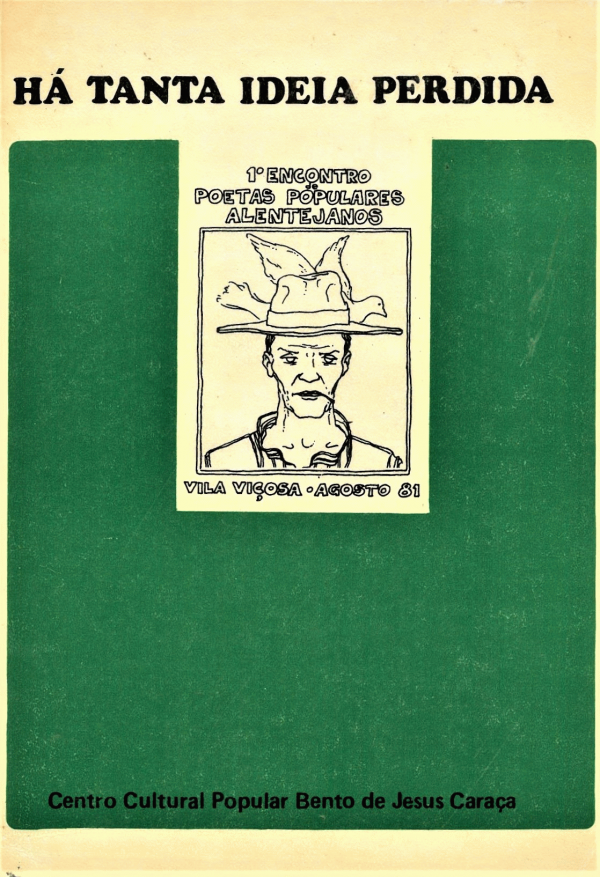 HÁ TANTA IDEIA PERDIDA
1º ENCONTRO
de
POETAS POPULARES
ALENTEJANOS
VILA VIÇOSA · AGOSTO 81
Centro Cultural Popular Bento de Jesus Caraça